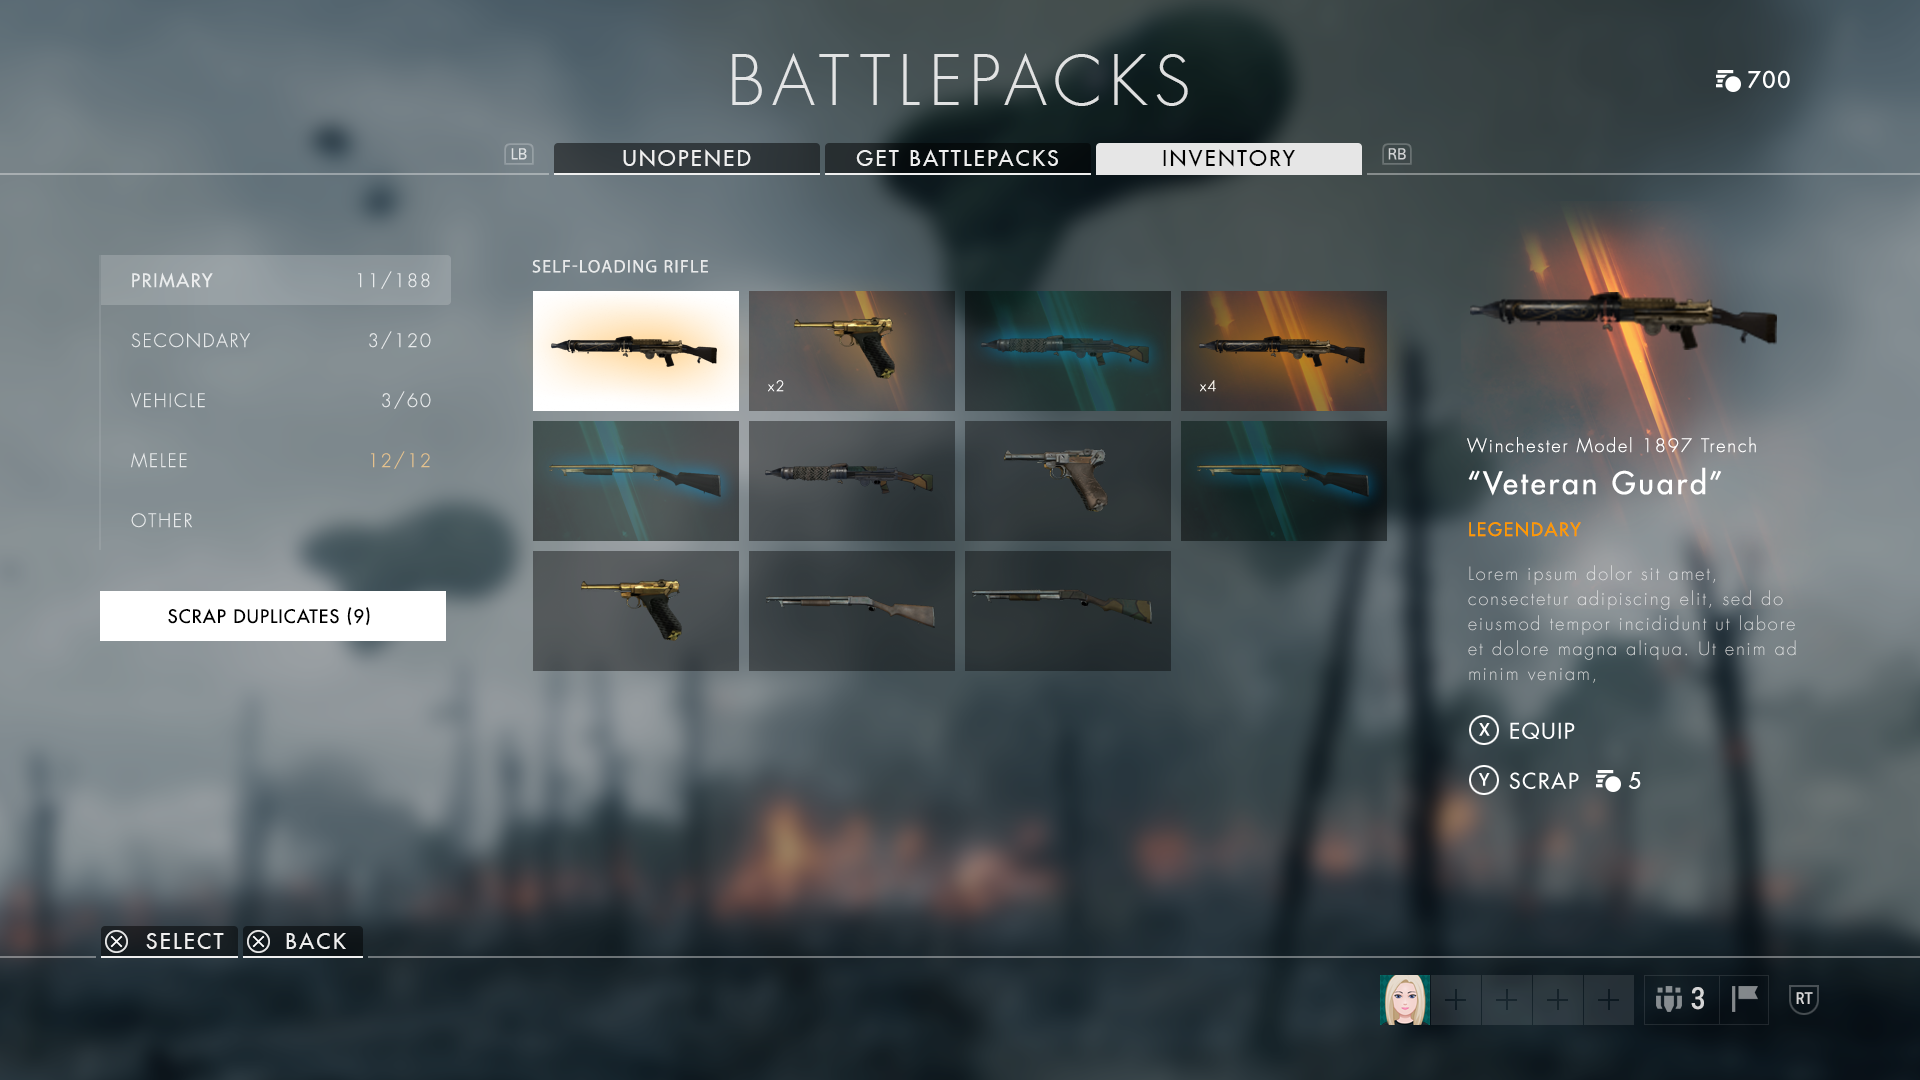 BATTLEPACKS
700
LB
UNOPENED
GET BATTLEPACKS
INVENTORY
RB
PRIMARY 11/188
SECONDARY 3/120
VEHICLE 3/60
MELEE 12/12
OTHER
SCRAP DUPLICATES (9)
SELF-LOADING RIFLE
x2
x4
Winchester Model 1897 Trench
“Veteran Guard”
LEGENDARY
Lorem ipsum dolor sit amet,
consectetur adipiscing elit, sed do
eiusmod tempor incididunt ut labore
et dolore magna aliqua. Ut enim ad
minim veniam,
X EQUIP
Y SCRAP 5
SELECT
BACK
3
RT